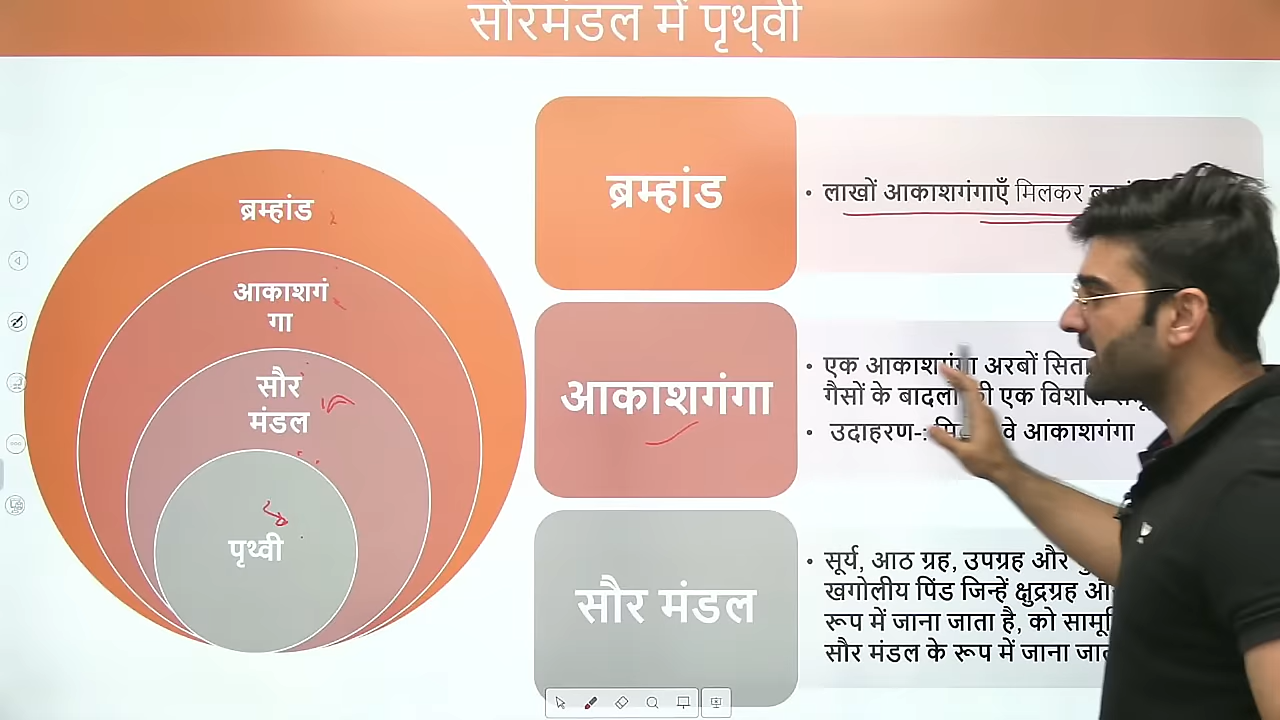 सौरमंडल में पृथ्वी
ब्रम्हांड
आकाशगं
गा
सौर
मंडल
पृथ्वी
ब्रम्हांड
• लाखों आकाशगंगाएँ मिलकर
आकाशगंगा
• एक आकाशगंगा अरबों
गैसों के बादलों की एक विशाल
• उदाहरण-: मिल्की वे आकाशगंगा
सौर मंडल
• सूर्य, आठ ग्रह, उपग्रह और
खगोलीय पिंड जिन्हें क्षुद्रग्रह
रूप में जाना जाता है, को
सौर मंडल के रूप में जाना